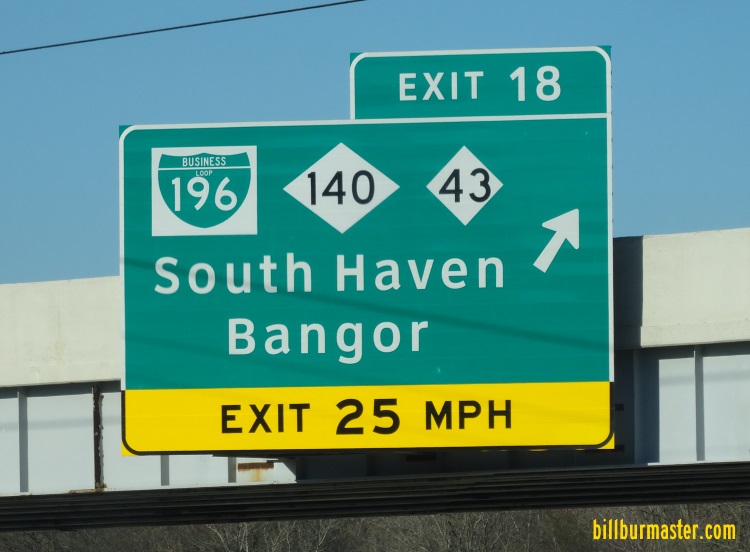 EXIT 18
BUSINESS
LOOP
196
140
43
South Haven
Bangor
EXIT 25 MPH
billburmaster.com